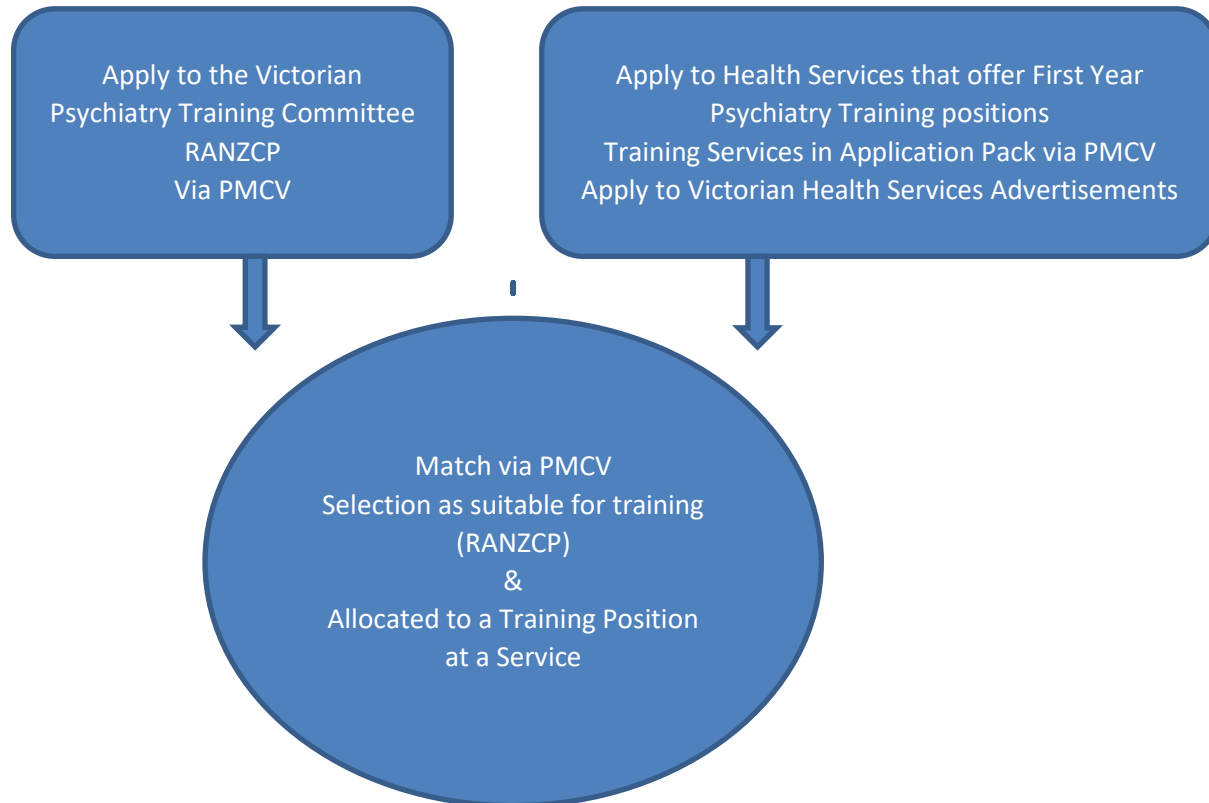 Apply to the Victorian
Psychiatry Training Committee
RANZCP
Via PMCV
Apply to Health Services that offer First Year
Psychiatry Training positions
Training Services in Application Pack via PMCV
Apply to Victorian Health Services Advertisements
Match via PMCV
Selection as suitable for training
(RANZCP)
&
Allocated to a Training Position
at a Service